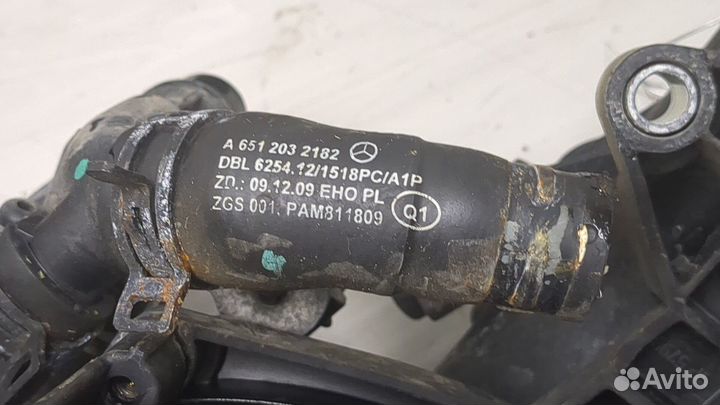 A 651 203 2182
DBL 6254.12/1518PC/A1P
ZD.: 09.12.09 EHO PL
ZGS 001. PAM811809
Q1
Avito